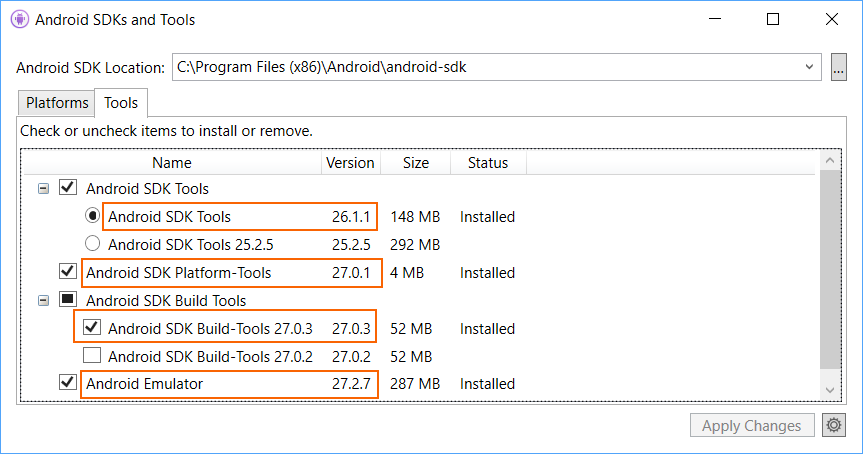 Android SDKs and Tools
Android SDK Location: C:\Program Files (x86)\Android\android-sdk ...
Platforms Tools
Check or uncheck items to install or remove.
Name Version Size Status
Android SDK Tools
Android SDK Tools 26.1.1 148 MB Installed
Android SDK Tools 25.2.5 25.2.5 292 MB
Android SDK Platform-Tools 27.0.1 4 MB Installed
Android SDK Build Tools
Android SDK Build-Tools 27.0.3 27.0.3 52 MB Installed
Android SDK Build-Tools 27.0.2 27.0.2 52 MB
Android Emulator 27.2.7 287 MB Installed
Apply Changes